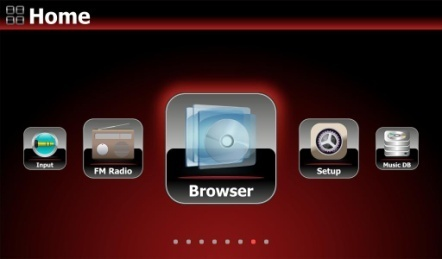 Home
Input
FM Radio
Browser
Setup
Music DB